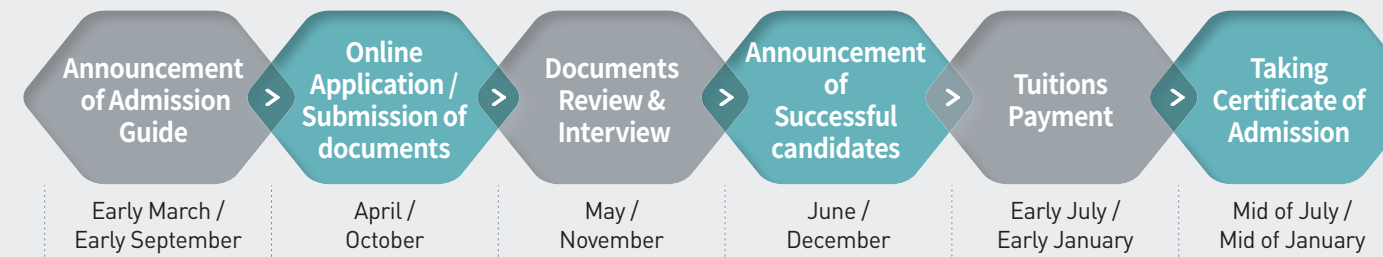 Announcement
of Admission
Guide
Online
Application /
Submission of
documents
Documents
Review &
Interview
Announcement
of
Successful
candidates
Tuitions
Payment
Taking
Certificate of
Admission
Early March /
Early September
April /
October
May /
November
June /
December
Early July /
Early January
Mid of July /
Mid of January